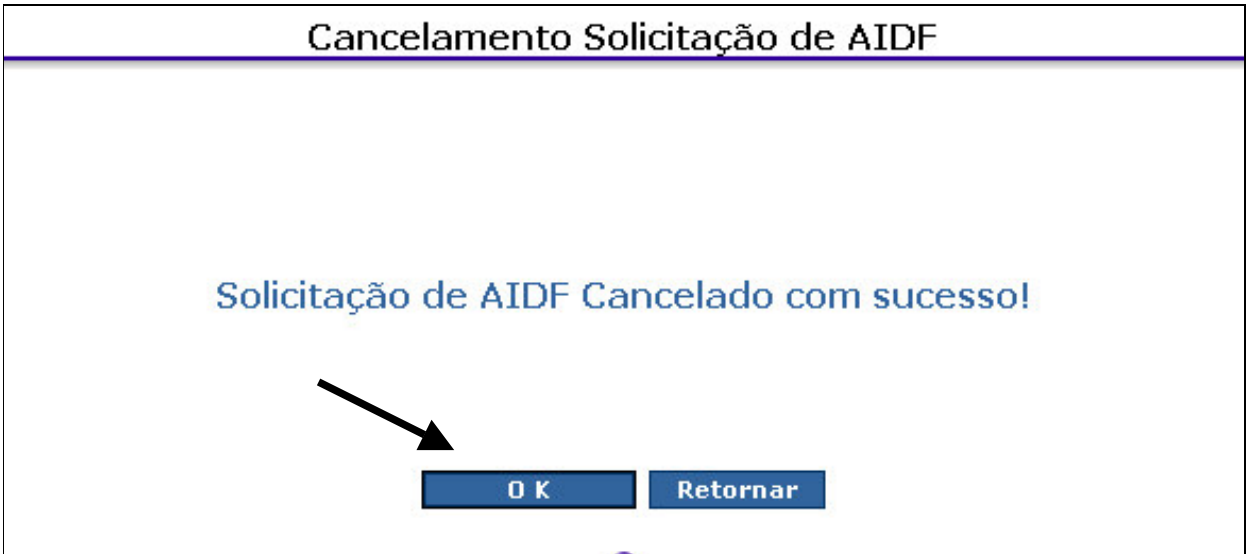 Cancelamento Solicitação de AIDF
Solicitação de AIDF Cancelado com sucesso!
O K Retornar